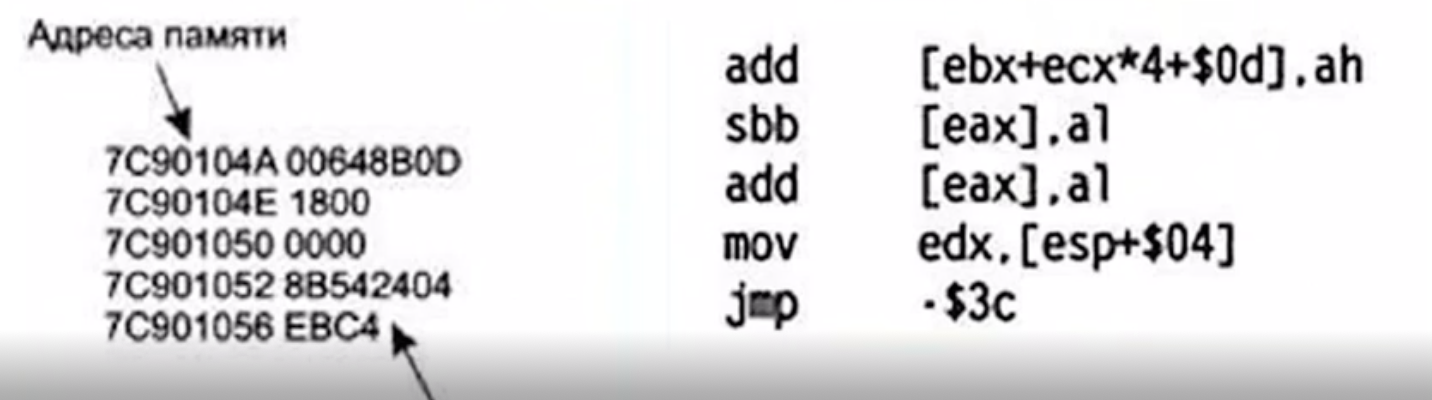 Адреса памяти
7C90104A 00648B0D
7C90104E 1800
7C901050 0000
7C901052 8B542404
7C901056 EBC4
add [ebx+ecx*4+$0d],ah
sbb [eax],al
add [eax],al
mov edx,[esp+$04]
jmp -$3c